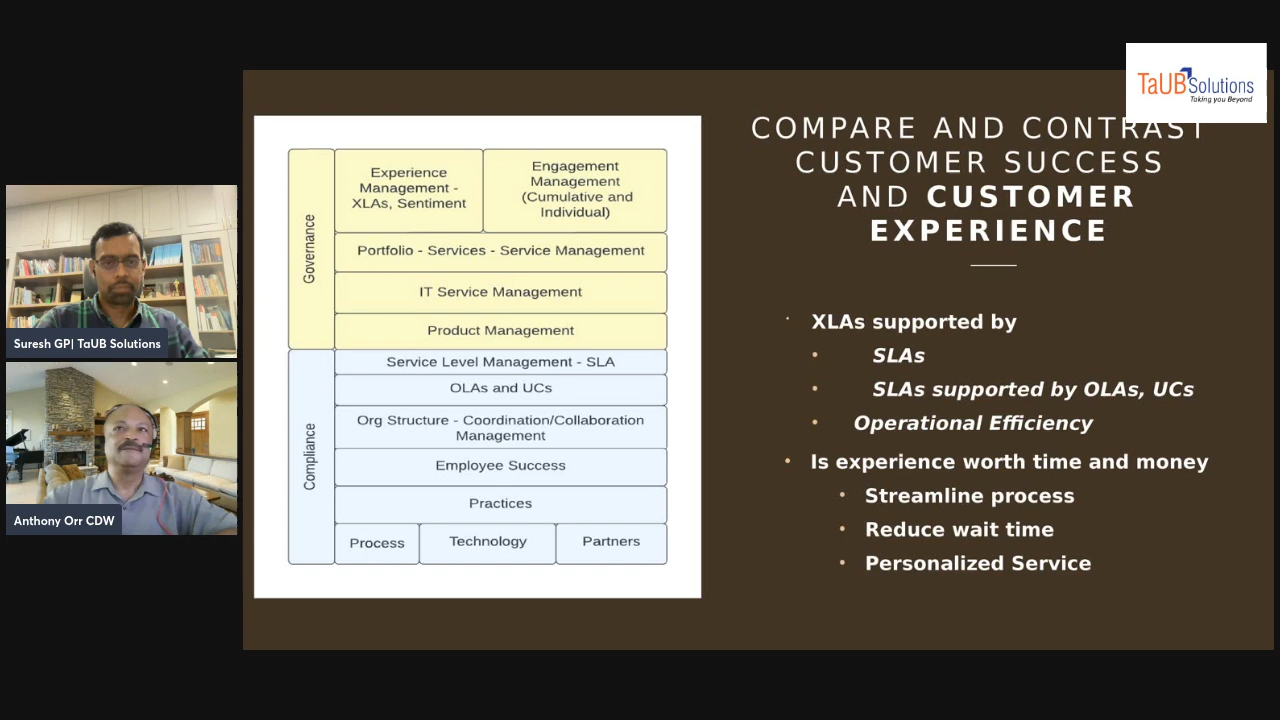 TaUB Solutions
Taking you Beyond
COMPARE AND CONTRAST
CUSTOMER SUCCESS
AND CUSTOMER
EXPERIENCE
Experience
Management -
XLAs, Sentiment
Engagement
Management
(Cumulative and
Individual)
Governance
Portfolio - Services - Service Management
IT Service Management
Product Management
Service Level Management - SLA
OLAs and UCs
Org Structure - Coordination/Collaboration
Management
Compliance
Employee Success
Practices
Process
Technology
Partners
• XLAs supported by
• SLAs
• SLAs supported by OLAs, UCs
• Operational Efficiency
• Is experience worth time and money
• Streamline process
• Reduce wait time
• Personalized Service
Suresh GP| TaUB Solutions
Anthony Orr CDW